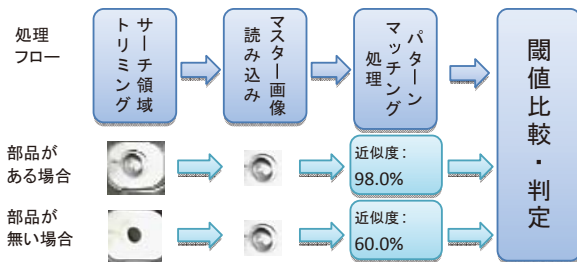 処理
フロー
サーチ領域
トリミング
マスター画像
読み込み
パターン
マッチング
処理
閾値比較・判定
部品が
ある場合
近似度：
98.0%
部品が
無い場合
近似度：
60.0%